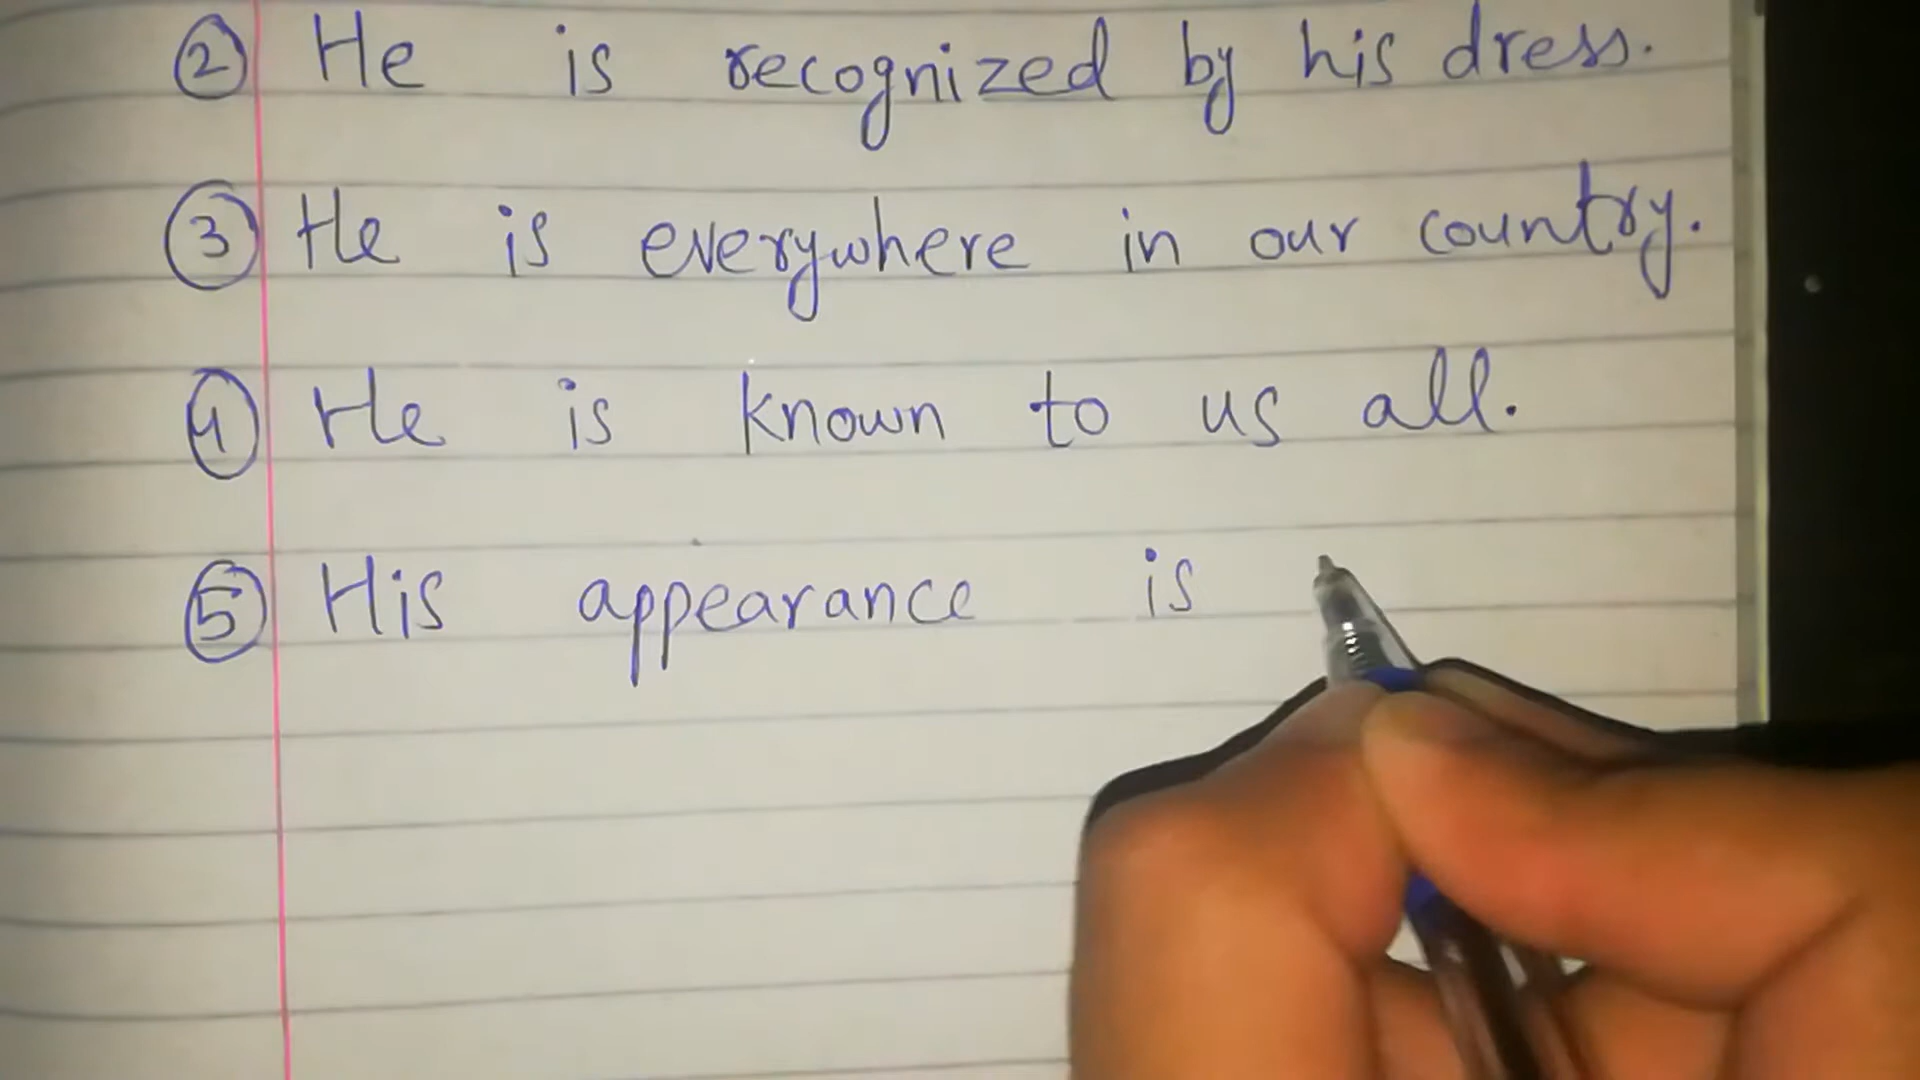 ② He is recognized by his dress.
③ He is everywhere in our country.
④ He is known to us all.
⑤ His appearance is